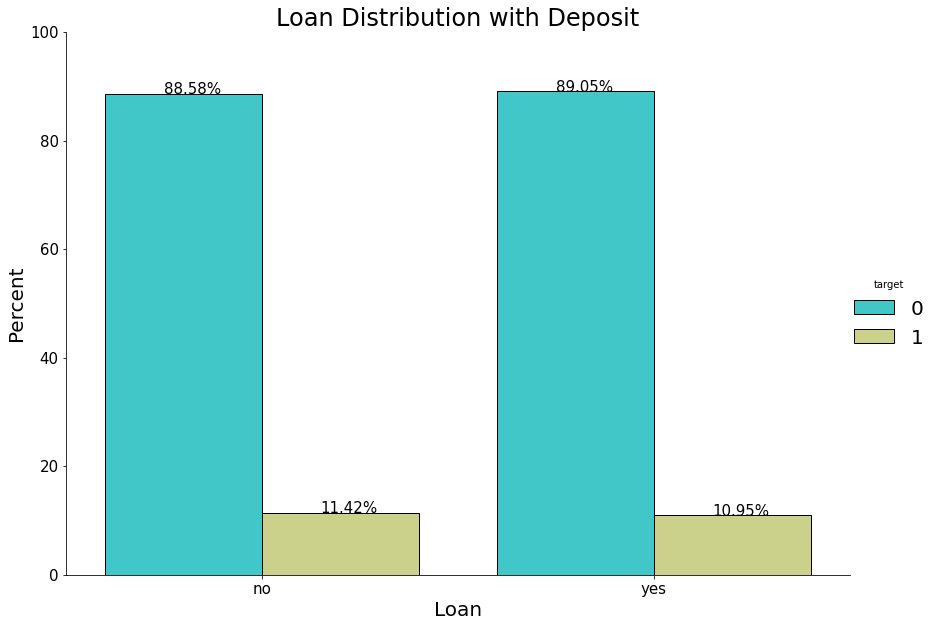 Loan Distribution with Deposit
100
80
60
40
20
0
Percent
88.58%
11.42%
89.05%
10.95%
no
yes
Loan
target
0
1